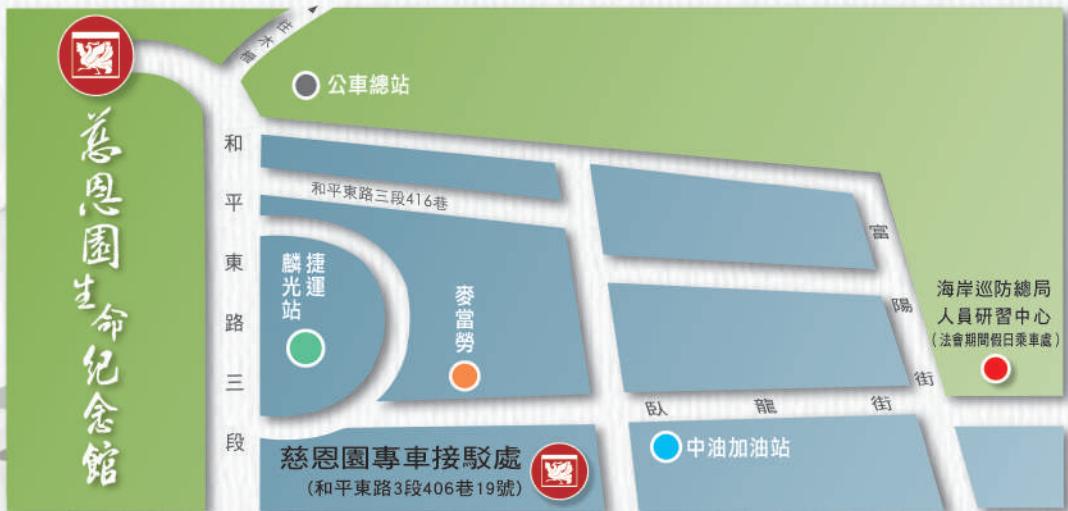 往木柵
公車總站
慈恩園生命紀念館
和平東路三段
和平東路三段416巷
捷運
麟光站
麥當勞
富陽街
海岸巡防總局
人員研習中心
(法會期間假日乘車處)
臥龍街
中油加油站
慈恩園專車接駁處
(和平東路3段406巷19號)